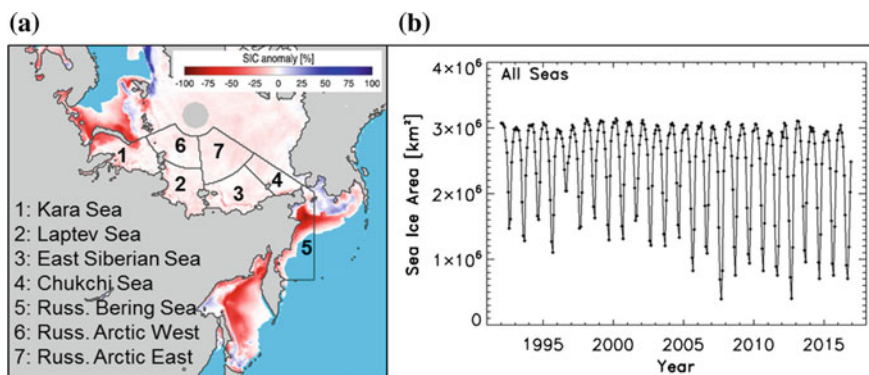 (a)
SIC anomaly [%]
-100 -75 -50 -25 0 25 50 75 100
1
6
7
2
3
4
5
1: Kara Sea
2: Laptev Sea
3: East Siberian Sea
4: Chukchi Sea
5: Russ. Bering Sea
6: Russ. Arctic West
7: Russ. Arctic East
(b)
All Seas
4×10⁶
3×10⁶
2×10⁶
1×10⁶
0
Sea Ice Area [km²]
1995 2000 2005 2010 2015
Year